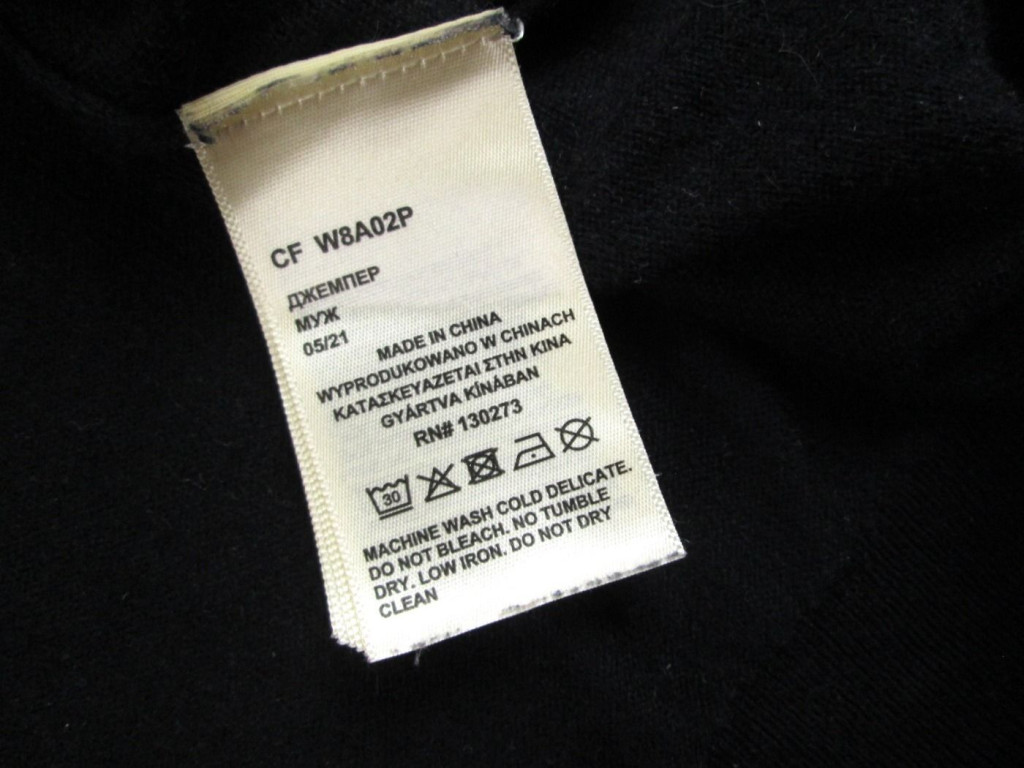 CF W8A02P
ДЖЕМПЕР
МУЖ
05/21
MADE IN CHINA
WYPRODUKOWANO W CHINACH
ΚΑΤΑΣΚΕΥΑΖΕΤΑΙ ΣΤΗΝ ΚΙΝΑ
GYÁRTVA KÍNÁBAN
RN# 130273
30
MACHINE WASH COLD DELICATE.
DO NOT BLEACH. NO TUMBLE
DRY. LOW IRON. DO NOT DRY
CLEAN